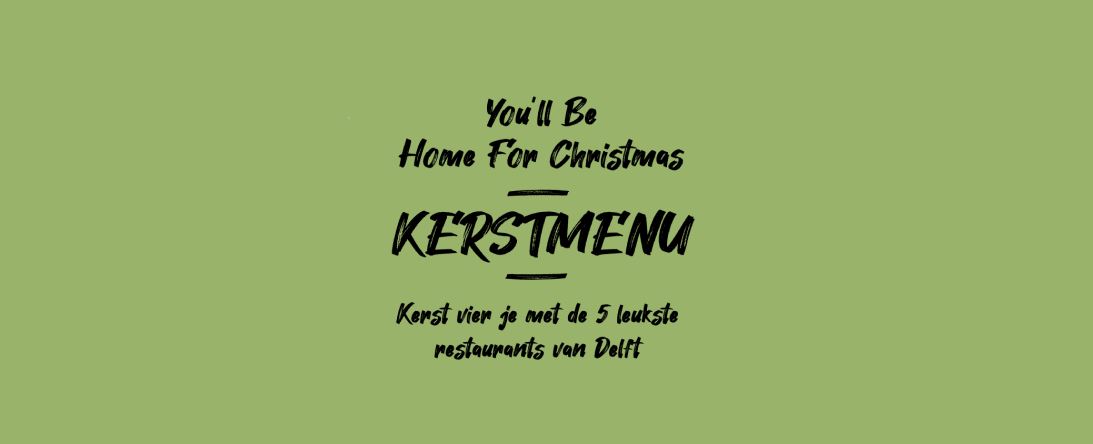 You'll Be
Home For Christmas
KERSTMENU
Kerst vier je met de 5 leukste
restaurants van Delft